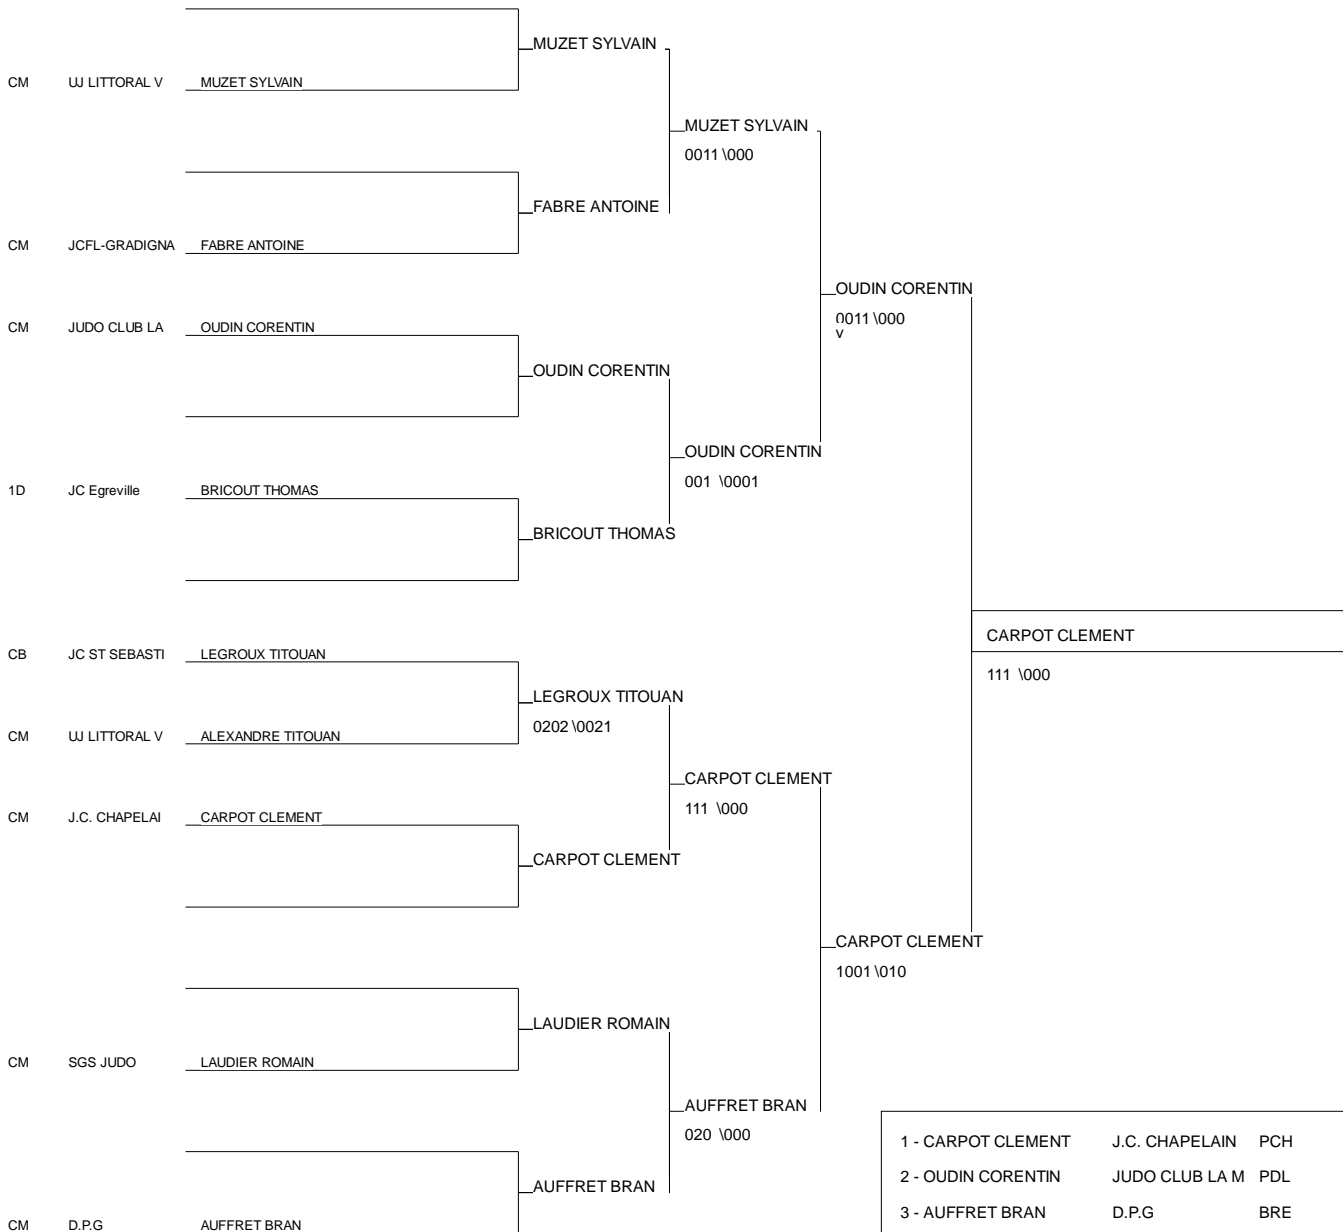 MUZET SYLVAIN
CM UJ LITTORAL V MUZET SYLVAIN
MUZET SYLVAIN
0011 \000
FABRE ANTOINE
CM JCFL-GRADIGNA FABRE ANTOINE
OUDIN CORENTIN
0011 \000
v
CM JUDO CLUB LA OUDIN CORENTIN
OUDIN CORENTIN
OUDIN CORENTIN
001 \0001
1D JC Egreville BRICOUT THOMAS
BRICOUT THOMAS
CARPOT CLEMENT
111 \000
CB JC ST SEBASTI LEGROUX TITOUAN
LEGROUX TITOUAN
0202 \0021
CM UJ LITTORAL V ALEXANDRE TITOUAN
CARPOT CLEMENT
111 \000
CM J.C. CHAPELAI CARPOT CLEMENT
CARPOT CLEMENT
CARPOT CLEMENT
1001 \010
LAUDIER ROMAIN
CM SGS JUDO LAUDIER ROMAIN
AUFFRET BRAN
020 \000
AUFFRET BRAN
CM D.P.G AUFFRET BRAN
1 - CARPOT CLEMENT J.C. CHAPELAIN PCH
2 - OUDIN CORENTIN JUDO CLUB LA M PDL
3 - AUFFRET BRAN D.P.G BRE